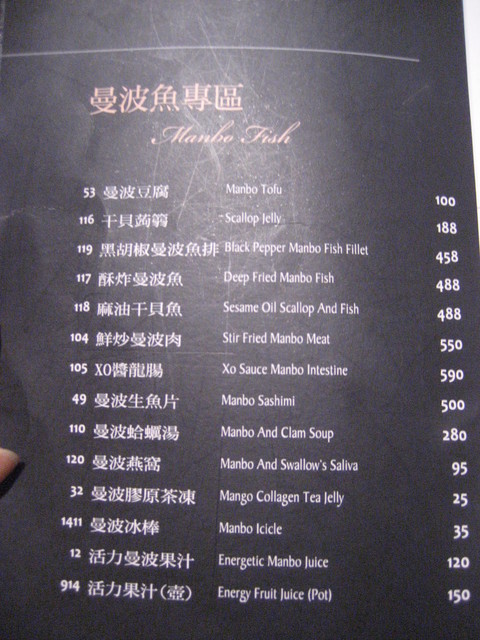 曼波魚專區
Manbo Fish
53 曼波豆腐 Manbo Tofu 100
116 干貝蒟蒻 Scallop Jelly 188
119 黑胡椒曼波魚排 Black Pepper Manbo Fish Fillet 458
117 酥炸曼波魚 Deep Fried Manbo Fish 488
118 麻油干貝魚 Sesame Oil Scallop And Fish 488
104 鮮炒曼波肉 Stir Fried Manbo Meat 550
105 XO醬龍腸 Xo Sauce Manbo Intestine 590
49 曼波生魚片 Manbo Sashimi 500
110 曼波蛤蠣湯 Manbo And Clam Soup 280
120 曼波燕窩 Manbo And Swallow's Saliva 95
32 曼波膠原茶凍 Mango Collagen Tea Jelly 25
1411 曼波冰棒 Manbo Icicle 35
12 活力曼波果汁 Energetic Manbo Juice 120
914 活力果汁(壺) Energy Fruit Juice (Pot) 150